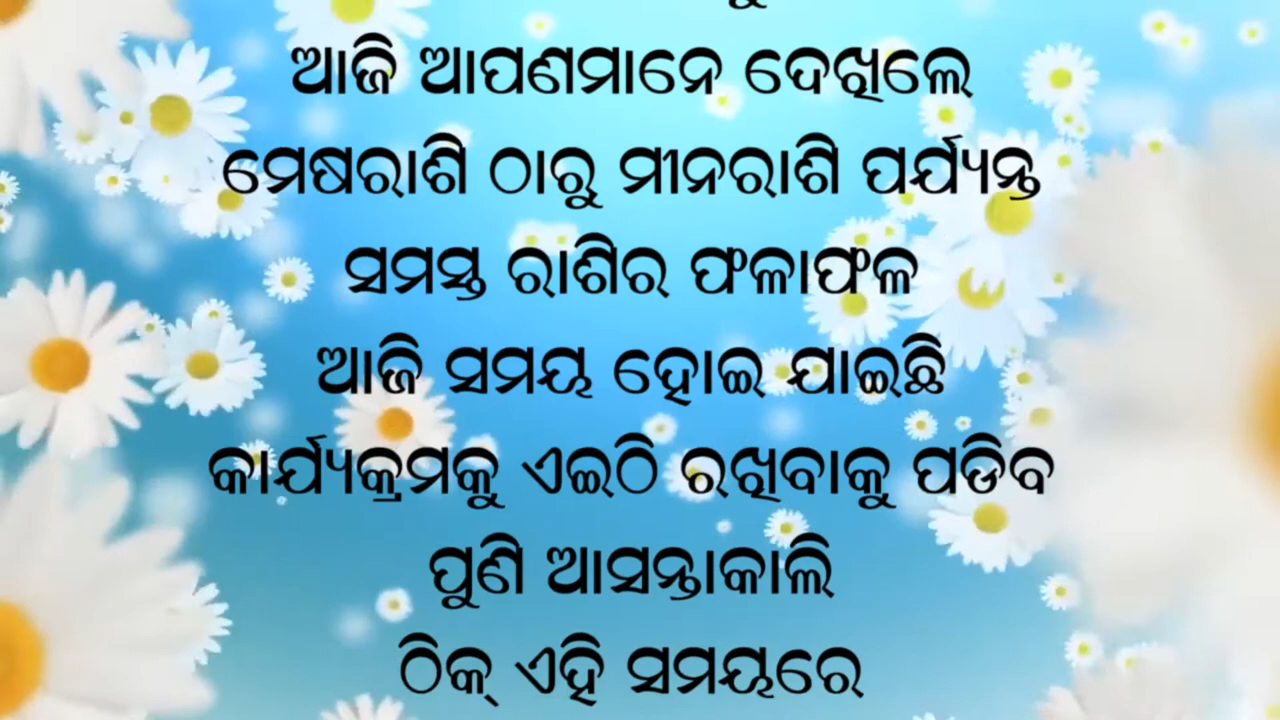 ଆଜି ଆପଣମାନେ ଦେଖିଲେ
ମେଷରାଶି ଠାରୁ ମୀନରାଶି ପର୍ଯ୍ୟନ୍ତ
ସମସ୍ତ ରାଶିର ଫଳାଫଳ
ଆଜି ସମୟ ହୋଇ ଯାଇଛି
କାର୍ଯ୍ୟକ୍ରମକୁ ଏଇଠି ରଖିବାକୁ ପଡିବ
ପୁଣି ଆସନ୍ତାକାଲି
ଠିକ୍ ଏହି ସମୟରେ